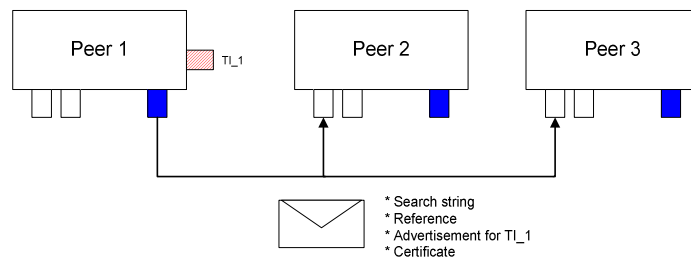 Peer 1
TI_1
Peer 2
Peer 3
* Search string
* Reference
* Advertisement for TI_1
* Certificate